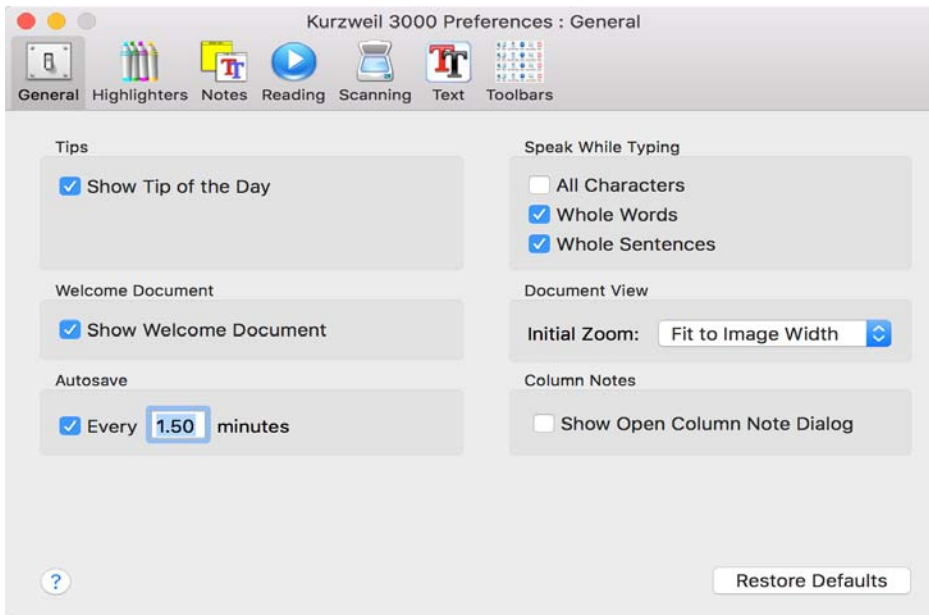 Kurzweil 3000 Preferences : General
General Highlighters Notes Reading Scanning Text Toolbars
Tips
Show Tip of the Day
Speak While Typing
All Characters
Whole Words
Whole Sentences
Welcome Document
Show Welcome Document
Document View
Initial Zoom: Fit to Image Width
Autosave
Every 1.50 minutes
Column Notes
Show Open Column Note Dialog
?
Restore Defaults